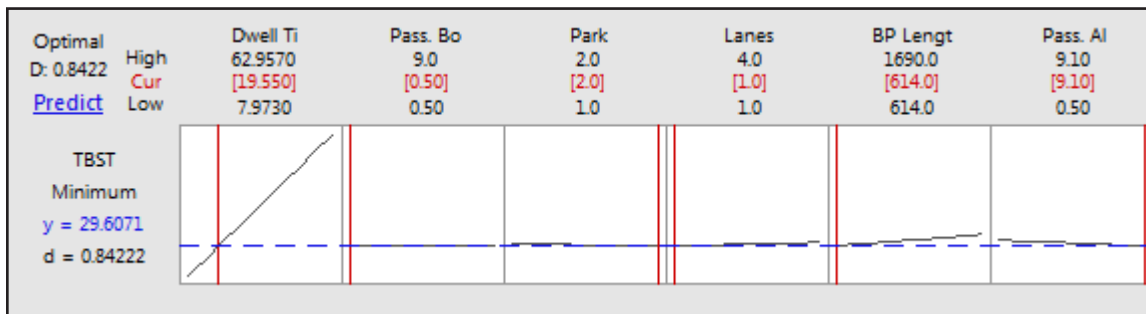 Optimal
D: 0.8422
Predict
High
Cur
Low
Dwell Ti
62.9570
[19.550]
7.9730
Pass. Bo
9.0
[0.50]
0.50
Park
2.0
[2.0]
1.0
Lanes
4.0
[1.0]
1.0
BP Lengt
1690.0
[614.0]
614.0
Pass. Al
9.10
[9.10]
0.50
TBST
Minimum
y = 29.6071
d = 0.84222